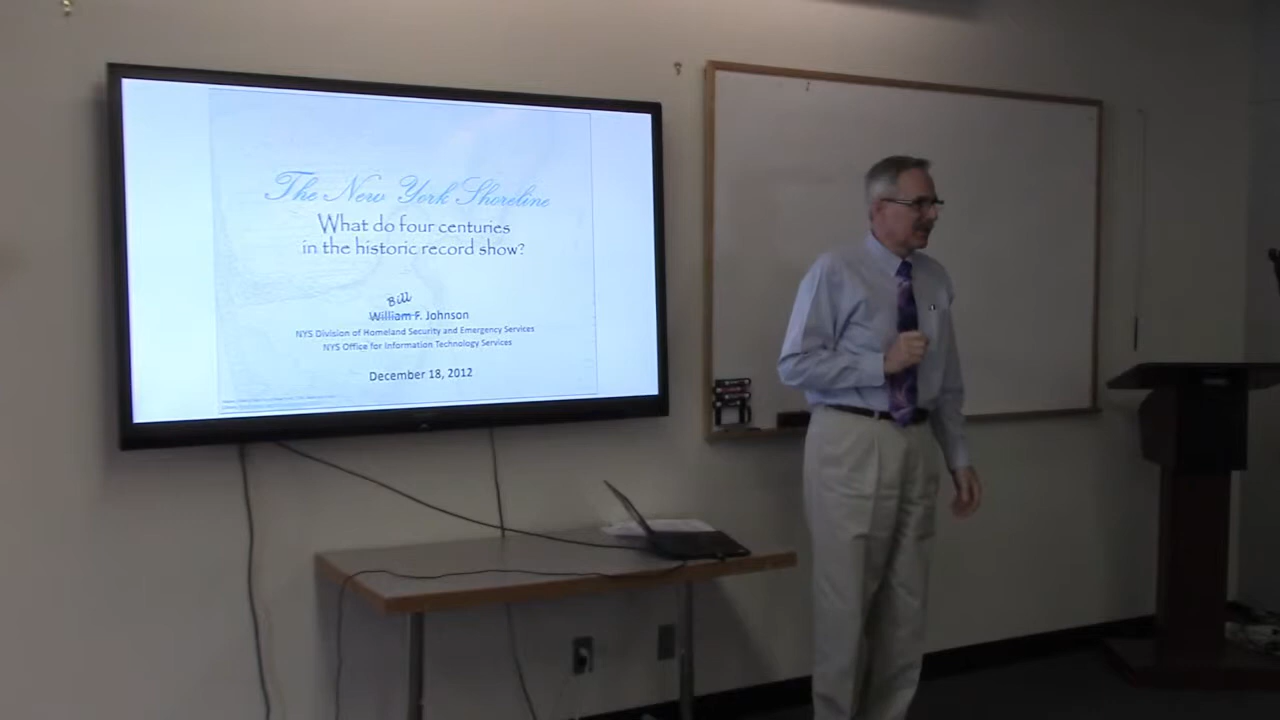 The New York Shoreline
What do four centuries
in the historic record show?
Bill
William F. Johnson
NYS Division of Homeland Security and Emergency Services
NYS Office for Information Technology Services
December 18, 2012